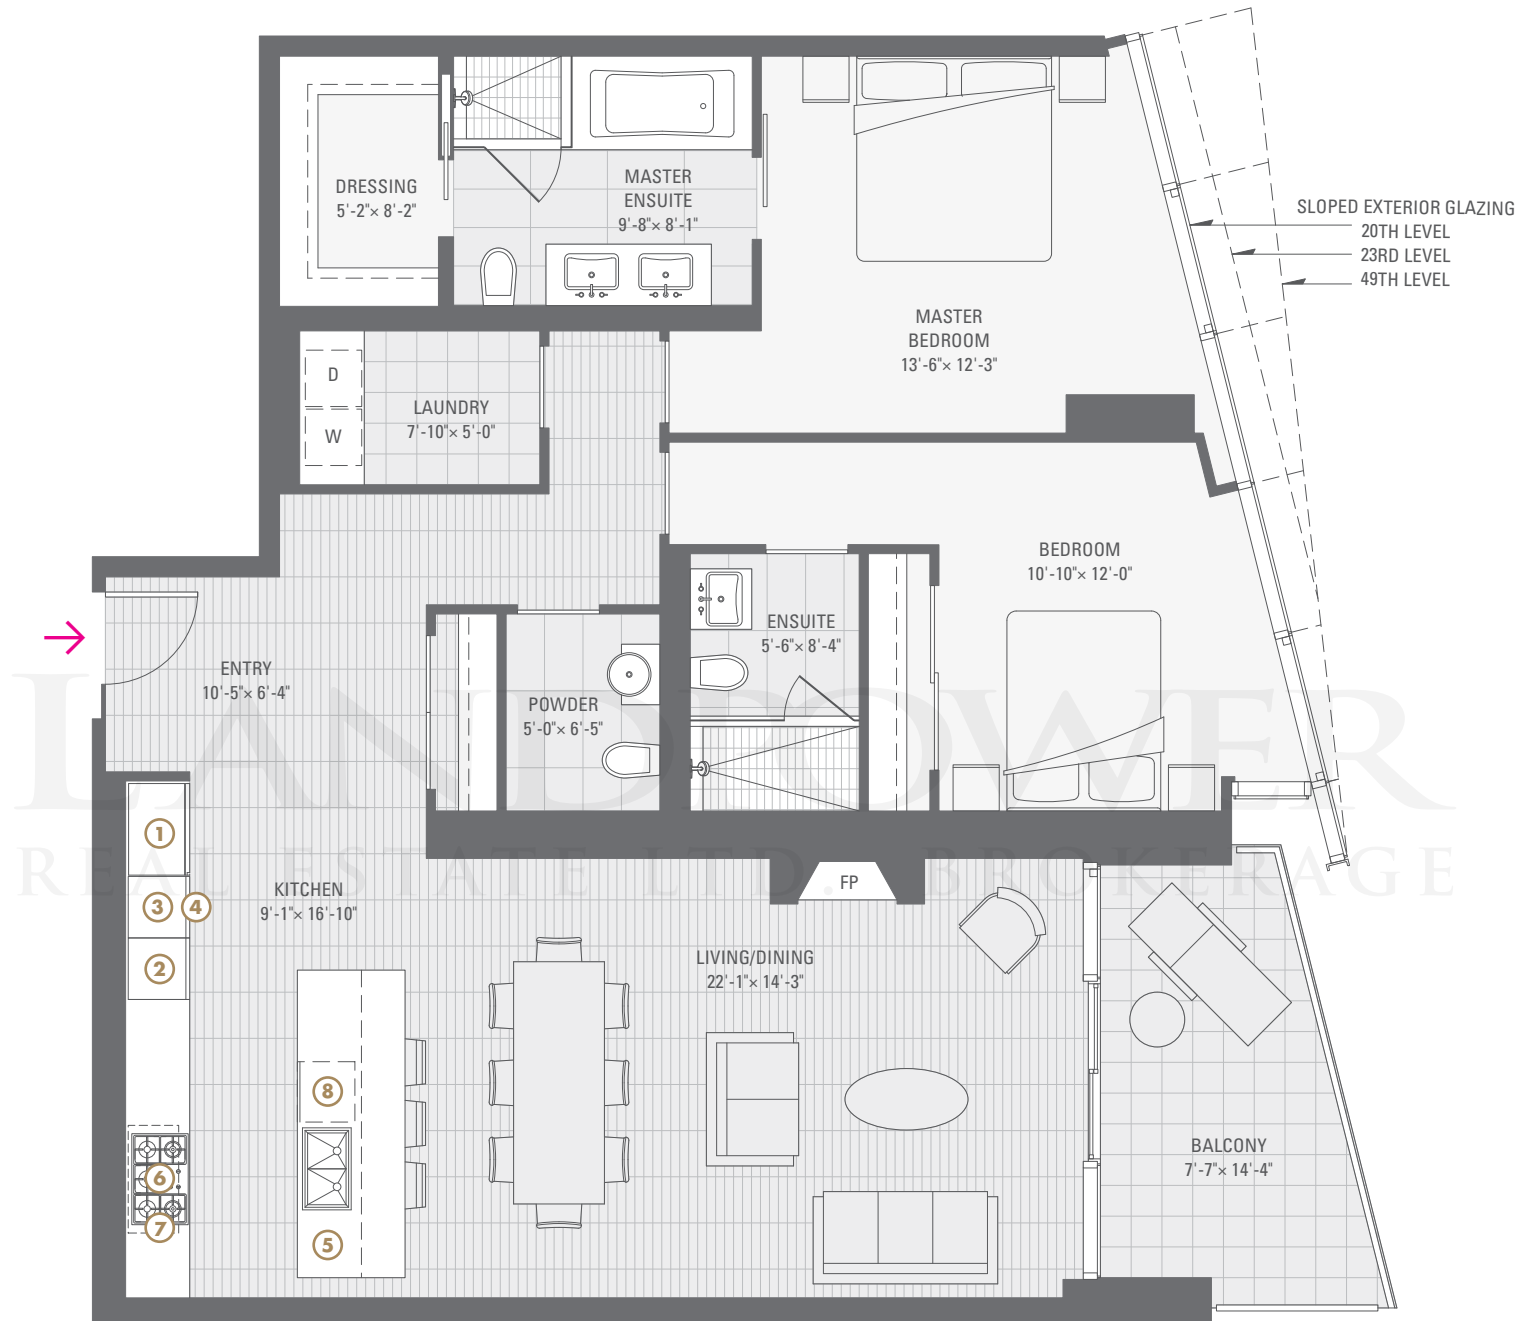 DRESSING
5'-2"× 8'-2"
MASTER
ENSUITE
9'-8"× 8'-1"
SLOPED EXTERIOR GLAZING
20TH LEVEL
23RD LEVEL
49TH LEVEL
MASTER
BEDROOM
13'-6"× 12'-3"
D
W
LAUNDRY
7'-10"× 5'-0"
BEDROOM
10'-10"× 12'-0"
ENSUITE
5'-6"× 8'-4"
ENTRY
10'-5"× 6'-4"
POWDER
5'-0"× 6'-5"
LANDPOWER
REAL ESTATE LTD. BROKERAGE
1
3 4
2
KITCHEN
9'-1"× 16'-10"
FP
LIVING/DINING
22'-1"× 14'-3"
8
6
7
5
BALCONY
7'-7"× 14'-4"